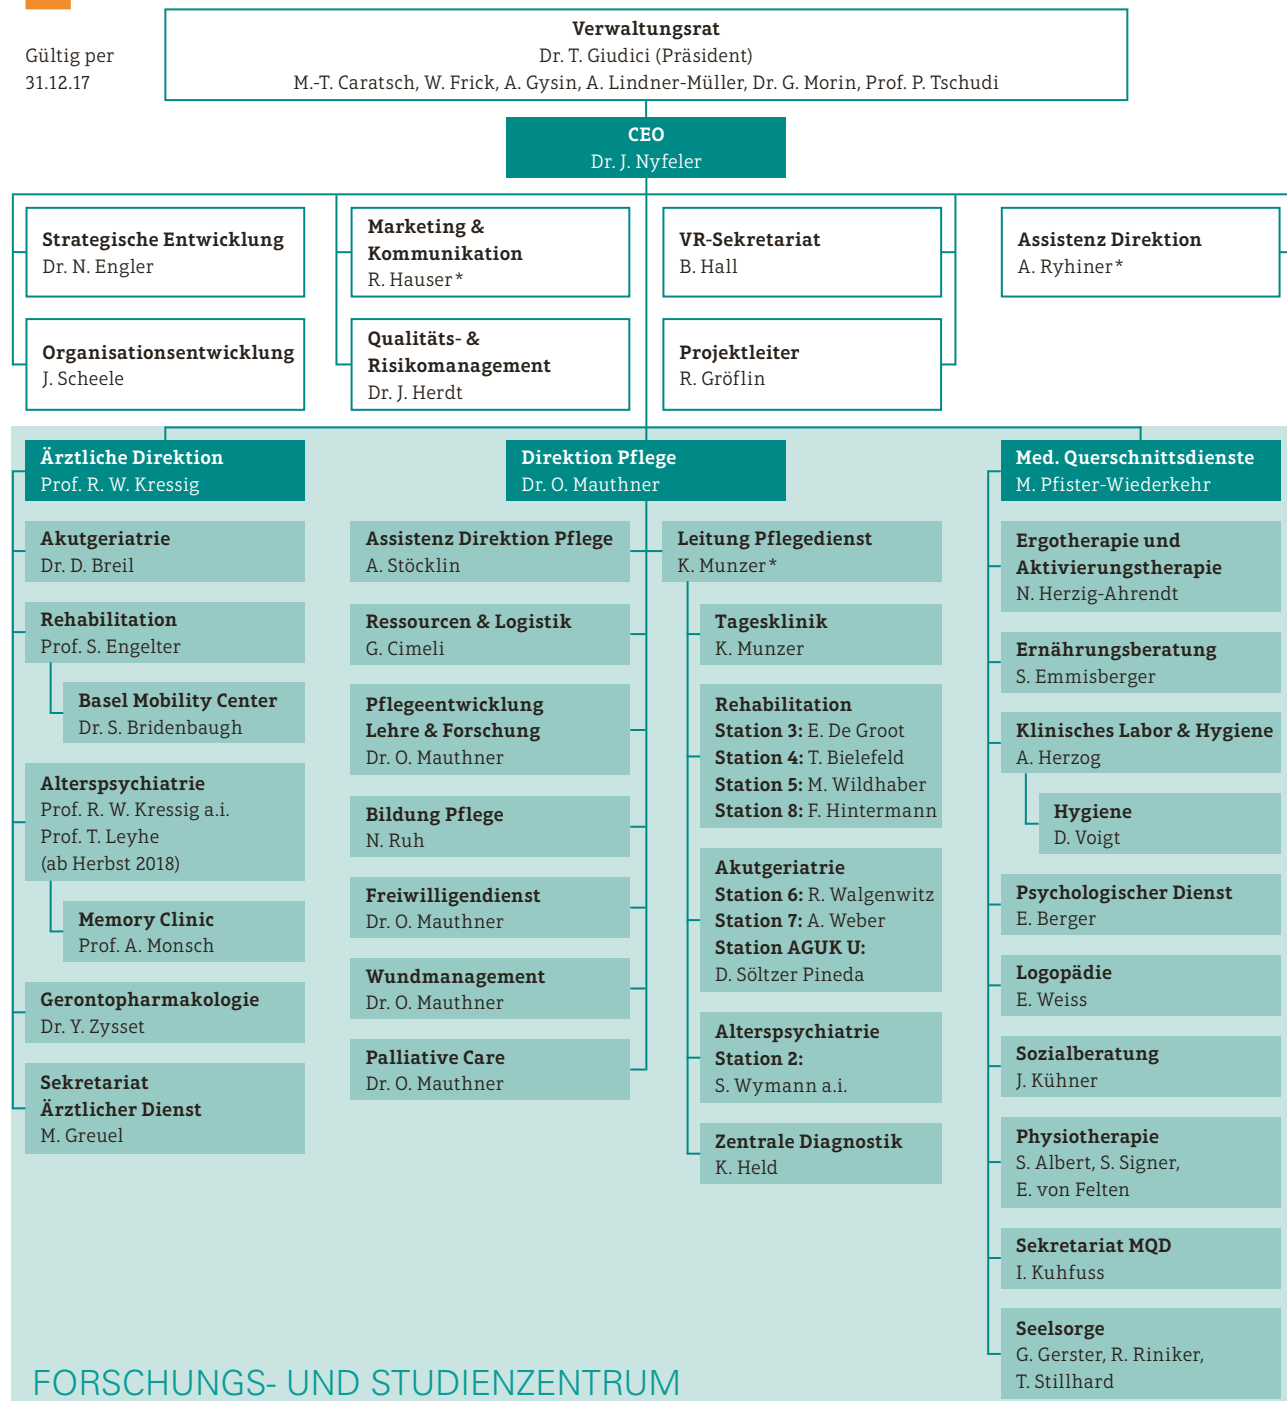 Gültig per
31.12.17
Verwaltungsrat
Dr. T. Giudici (Präsident)
M.-T. Caratsch, W. Frick, A. Gysin, A. Lindner-Müller, Dr. G. Morin, Prof. P. Tschudi
CEO
Dr. J. Nyfeler
Strategische Entwicklung
Dr. N. Engler
Marketing &
Kommunikation
R. Hauser*
VR-Sekretariat
B. Hall
Assistenz Direktion
A. Ryhiner*
Organisationsentwicklung
J. Scheele
Qualitäts- &
Risikomanagement
Dr. J. Herdt
Projektleiter
R. Gröflin
Ärztliche Direktion
Prof. R. W. Kressig
Akutgeriatrie
Dr. D. Breil
Rehabilitation
Prof. S. Engelter
Basel Mobility Center
Dr. S. Bridenbaugh
Alterspsychiatrie
Prof. R. W. Kressig a.i.
Prof. T. Leyhe
(ab Herbst 2018)
Memory Clinic
Prof. A. Monsch
Gerontopharmakologie
Dr. Y. Zysset
Sekretariat
Ärztlicher Dienst
M. Greuel
Direktion Pflege
Dr. O. Mauthner
Assistenz Direktion Pflege
A. Stöcklin
Ressourcen & Logistik
G. Cimeli
Pflegeentwicklung
Lehre & Forschung
Dr. O. Mauthner
Bildung Pflege
N. Ruh
Freiwilligendienst
Dr. O. Mauthner
Wundmanagement
Dr. O. Mauthner
Palliative Care
Dr. O. Mauthner
Leitung Pflegedienst
K. Munzer*
Tagesklinik
K. Munzer
Rehabilitation
Station 3: E. De Groot
Station 4: T. Bielefeld
Station 5: M. Wildhaber
Station 8: F. Hintermann
Akutgeriatrie
Station 6: R. Walgenwitz
Station 7: A. Weber
Station AGUK U:
D. Söltzer Pineda
Alterspsychiatrie
Station 2:
S. Wymann a.i.
Zentrale Diagnostik
K. Held
Med. Querschnittsdienste
M. Pfister-Wiederkehr
Ergotherapie und
Aktivierungstherapie
N. Herzig-Ahrendt
Ernährungsberatung
S. Emmisberger
Klinisches Labor & Hygiene
A. Herzog
Hygiene
D. Voigt
Psychologischer Dienst
E. Berger
Logopädie
E. Weiss
Sozialberatung
J. Kühner
Physiotherapie
S. Albert, S. Signer,
E. von Felten
Sekretariat MQD
I. Kuhfuss
Seelsorge
G. Gerster, R. Riniker,
T. Stillhard
FORSCHUNGS- UND STUDIENZENTRUM